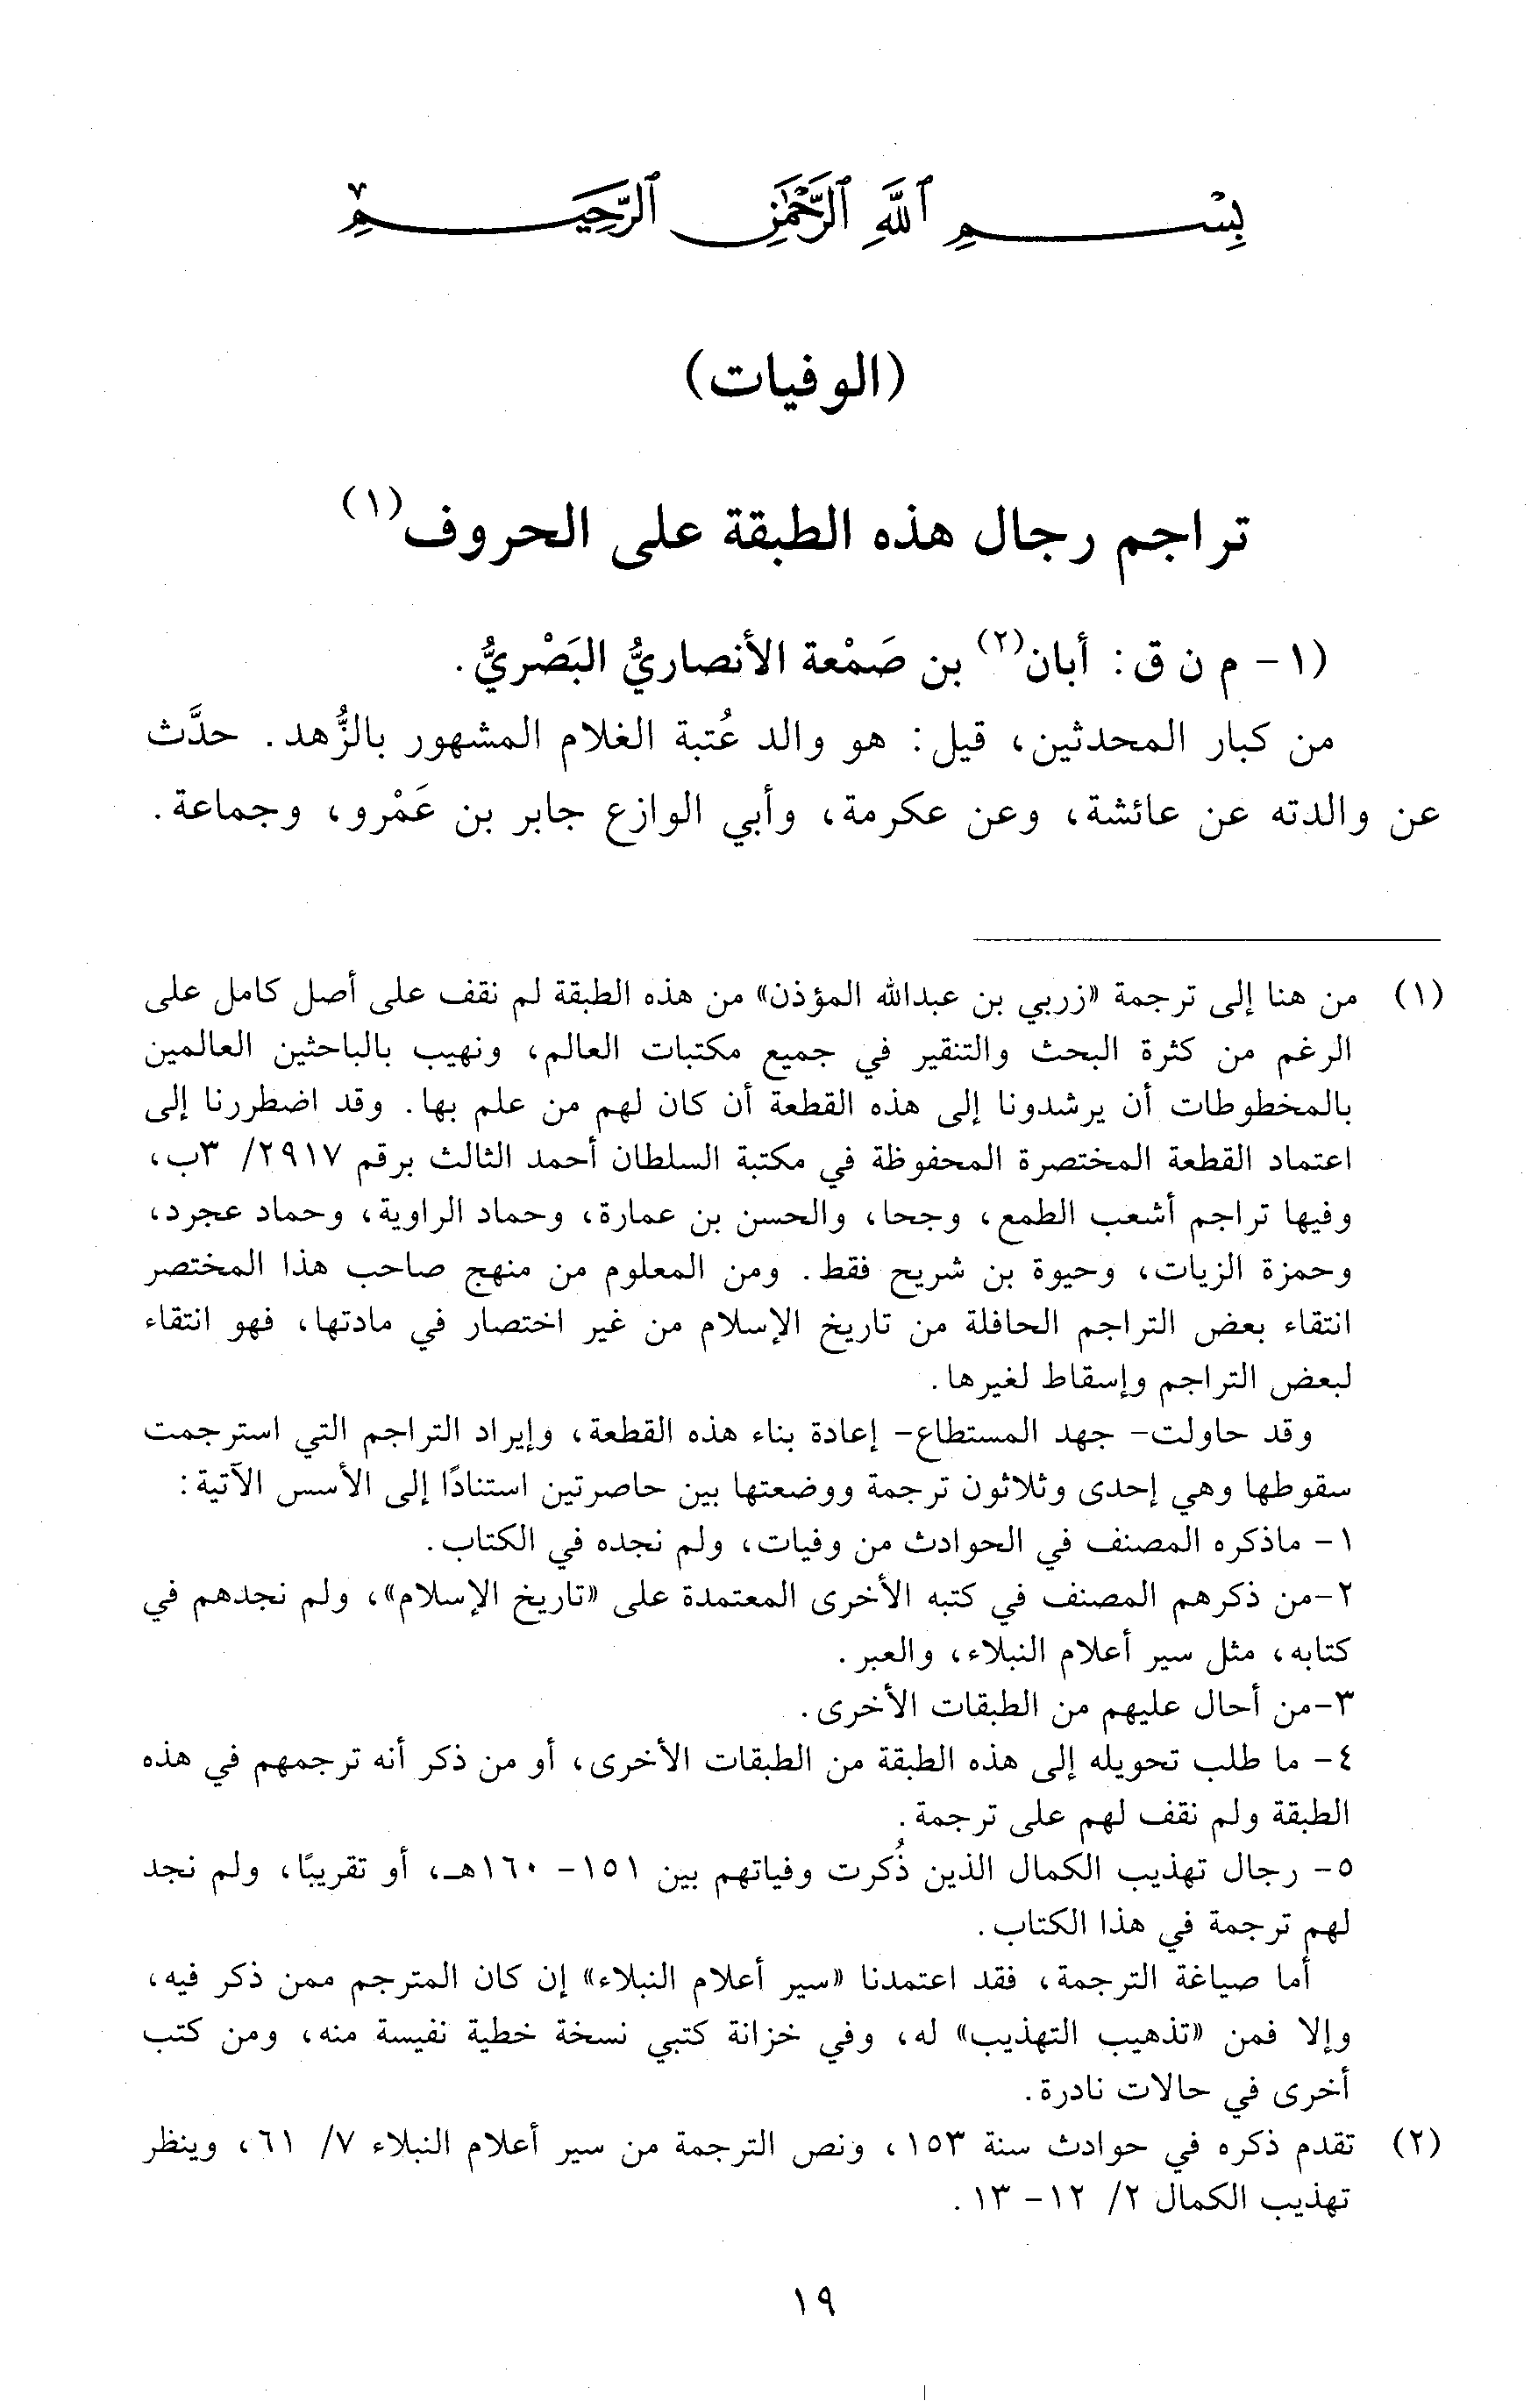 بِسْمِ ٱللَّهِ ٱلرَّحْمَٰنِ ٱلرَّحِيمِ
(الوفيات)
تراجم رجال هذه الطبقة على الحروف(١)
(١- م ن ق: أبان(٢) بن صَمْعة الأنصاريُّ البَصْريُّ.
من كبار المحدثين، قيل: هو والد عُتبة الغلام المشهور بالزُّهد. حدَّث
عن والدته عن عائشة، وعن عكرمة، وأبي الوازع جابر بن عَمْرو، وجماعة.
(١) من هنا إلى ترجمة «زربي بن عبدالله المؤذن» من هذه الطبقة لم نقف على أصل كامل على
الرغم من كثرة البحث والتنقير في جميع مكتبات العالم، ونهيب بالباحثين العالمين
بالمخطوطات أن يرشدونا إلى هذه القطعة أن كان لهم من علم بها. وقد اضطررنا إلى
اعتماد القطعة المختصرة المحفوظة في مكتبة السلطان أحمد الثالث برقم ٢٩١٧/ ٣ب،
وفيها تراجم أشعب الطمع، وجحا، والحسن بن عمارة، وحماد الراوية، وحماد عجرد،
وحمزة الزيات، وحيوة بن شريح فقط. ومن المعلوم من منهج صاحب هذا المختصر
انتقاء بعض التراجم الحافلة من تاريخ الإسلام من غير اختصار في مادتها، فهو انتقاء
لبعض التراجم وإسقاط لغيرها.
وقد حاولت- جهد المستطاع- إعادة بناء هذه القطعة، وإيراد التراجم التي استرجمت
سقوطها وهي إحدى وثلاثون ترجمة ووضعتها بين حاصرتين استنادًا إلى الأسس الآتية:
١- ماذكره المصنف في الحوادث من وفيات، ولم نجده في الكتاب.
٢-من ذكرهم المصنف في كتبه الأخرى المعتمدة على «تاريخ الإسلام»، ولم نجدهم في
كتابه، مثل سير أعلام النبلاء، والعبر.
٣-من أحال عليهم من الطبقات الأخرى.
٤- ما طلب تحويله إلى هذه الطبقة من الطبقات الأخرى، أو من ذكر أنه ترجمهم في هذه
الطبقة ولم نقف لهم على ترجمة.
٥- رجال تهذيب الكمال الذين ذُكرت وفياتهم بين ١٥١- ١٦٠هـ، أو تقريبًا، ولم نجد
لهم ترجمة في هذا الكتاب.
أما صياغة الترجمة، فقد اعتمدنا «سير أعلام النبلاء» إن كان المترجم ممن ذكر فيه،
وإلا فمن «تذهيب التهذيب» له، وفي خزانة كتبي نسخة خطية نفيسة منه، ومن كتب
أخرى في حالات نادرة.
(٢) تقدم ذكره في حوادث سنة ١٥٣، ونص الترجمة من سير أعلام النبلاء ٧/ ٦١، وينظر
تهذيب الكمال ٢/ ١٢- ١٣.
١٩